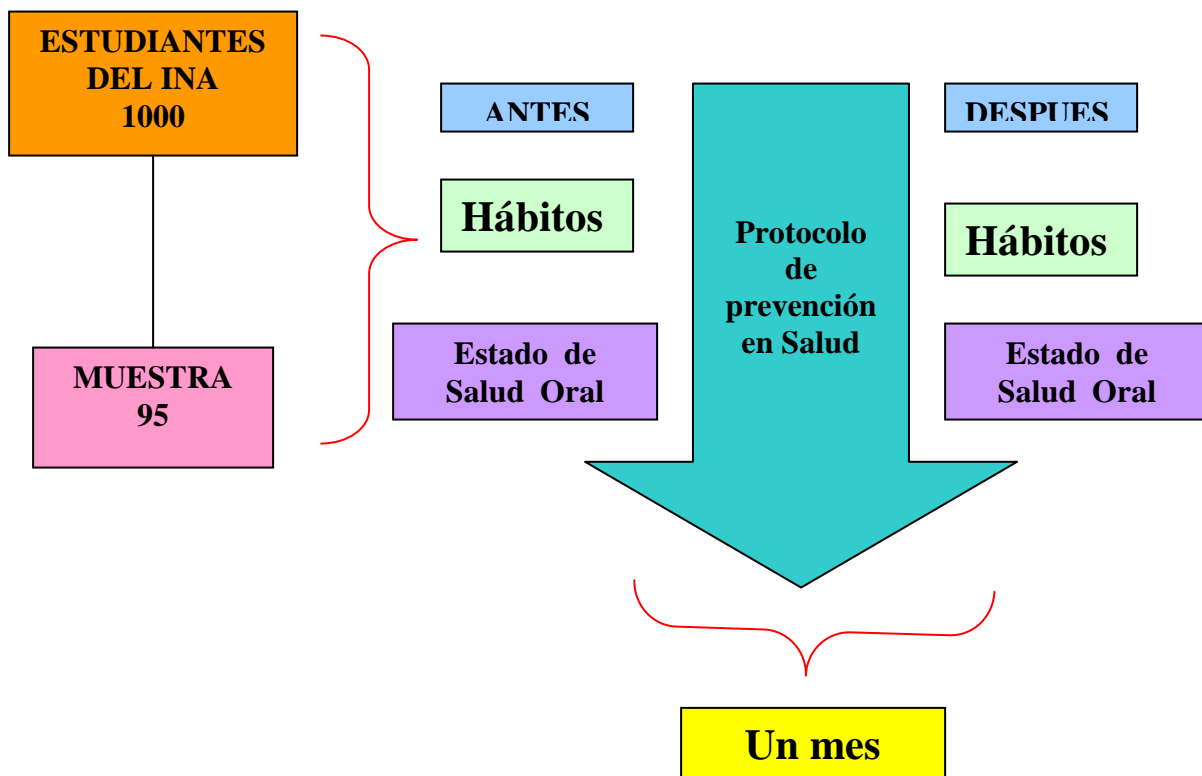 ESTUDIANTES
DEL INA
1000
MUESTRA
95
ANTES
Hábitos
Estado de
Salud Oral
Protocolo
de
prevención
en Salud
DESPUES
Hábitos
Estado de
Salud Oral
Un mes